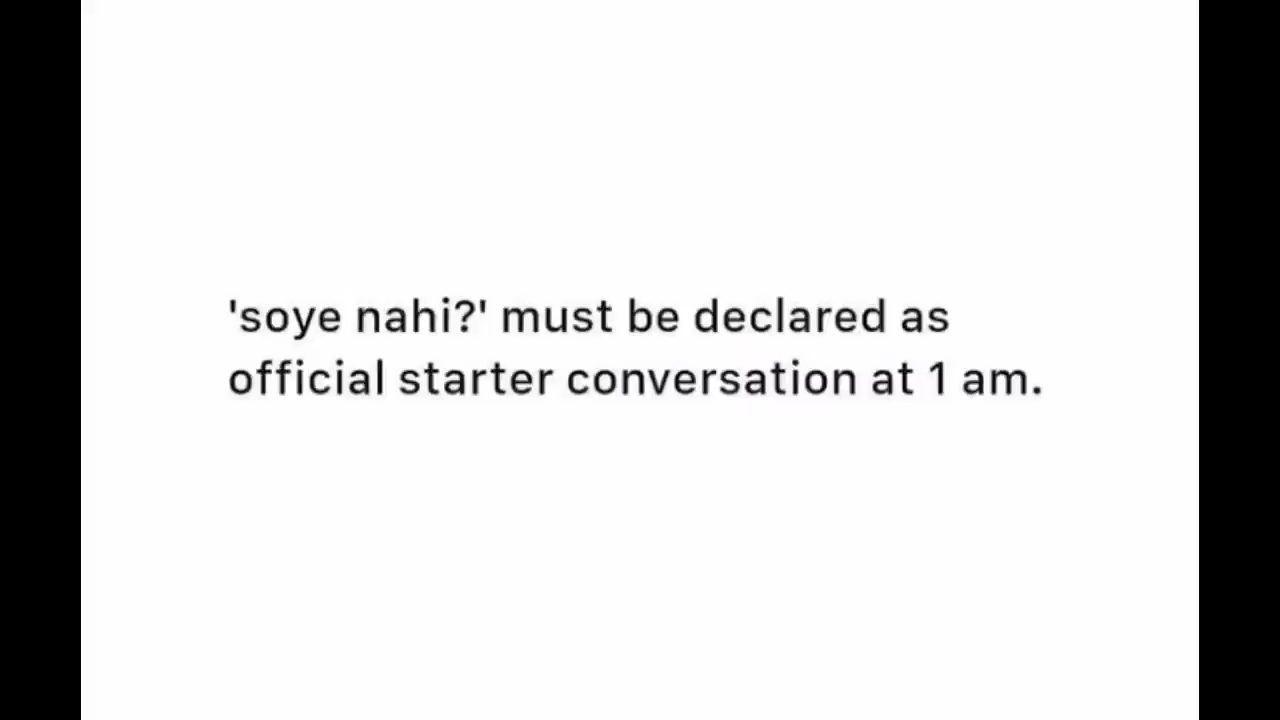 'soye nahi?' must be declared as
official starter conversation at 1 am.